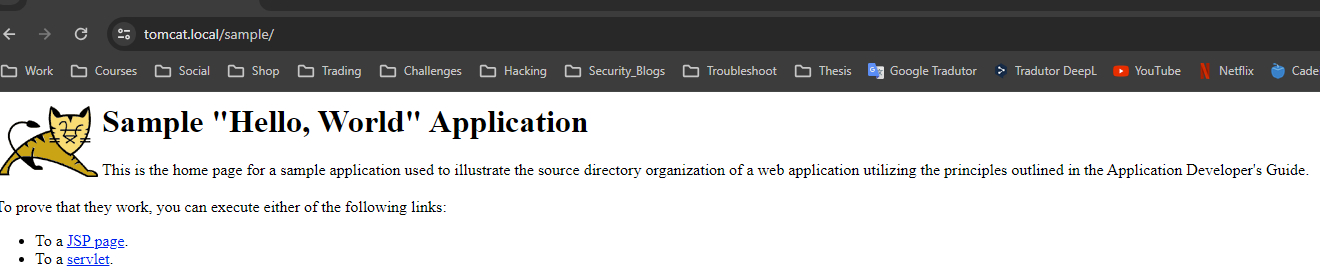 tomcat.local/sample/
Work Courses Social Shop Trading Challenges Hacking Security_Blogs Troubleshoot Thesis Google Tradutor Tradutor DeepL YouTube Netflix Cade
Sample "Hello, World" Application
This is the home page for a sample application used to illustrate the source directory organization of a web application utilizing the principles outlined in the Application Developer's Guide.
To prove that they work, you can execute either of the following links:
To a JSP page.
To a servlet.